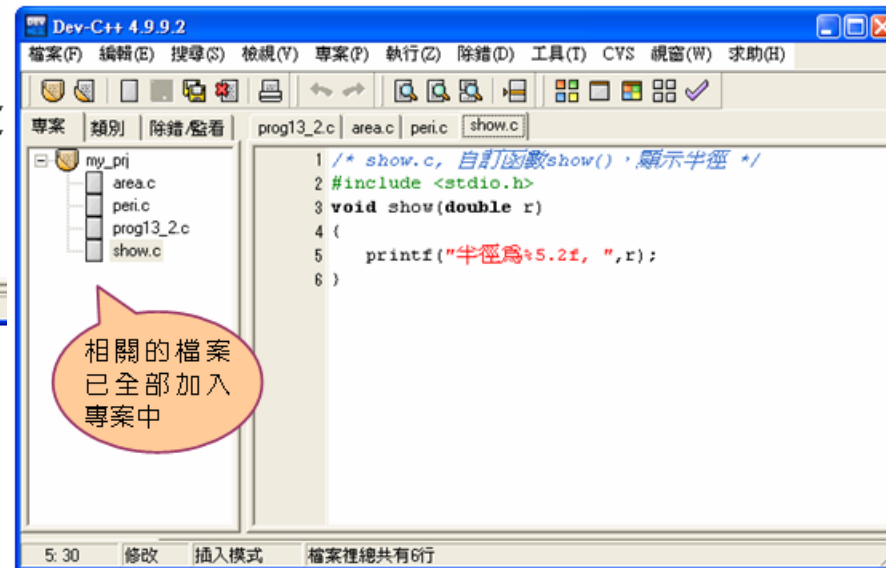 Dev-C++ 4.9.9.2
檔案(F) 編輯(E) 搜尋(S) 檢視(V) 專案(P) 執行(Z) 除錯(D) 工具(T) CVS 視窗(W) 求助(H)
專案 類別 除錯/監看 prog13_2.c area.c peri.c show.c
my_prj
area.c
peri.c
prog13_2.c
show.c
1 /* show.c, 自訂函數show(),顯示半徑 */
2 #include <stdio.h>
3 void show(double r)
4 {
5 printf("半徑為%5.2f, ",r);
6 }
相關的檔案
已全部加入
專案中
5: 30 修改 插入模式 檔案裡總共有6行